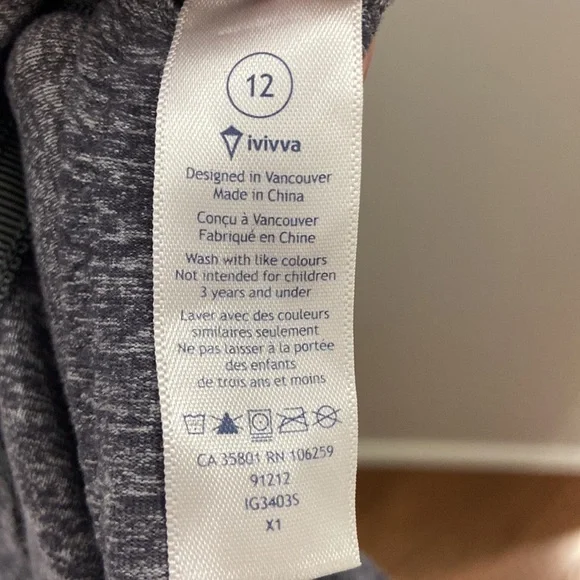 12
ivivva
Designed in Vancouver
Made in China
Conçu à Vancouver
Fabriqué en Chine
Wash with like colours
Not intended for children
3 years and under
Laver avec des couleurs
similaires seulement
Ne pas laisser à la portée
des enfants
de trois ans et moins
CA 35801 RN 106259
91212
IG3403S
X1